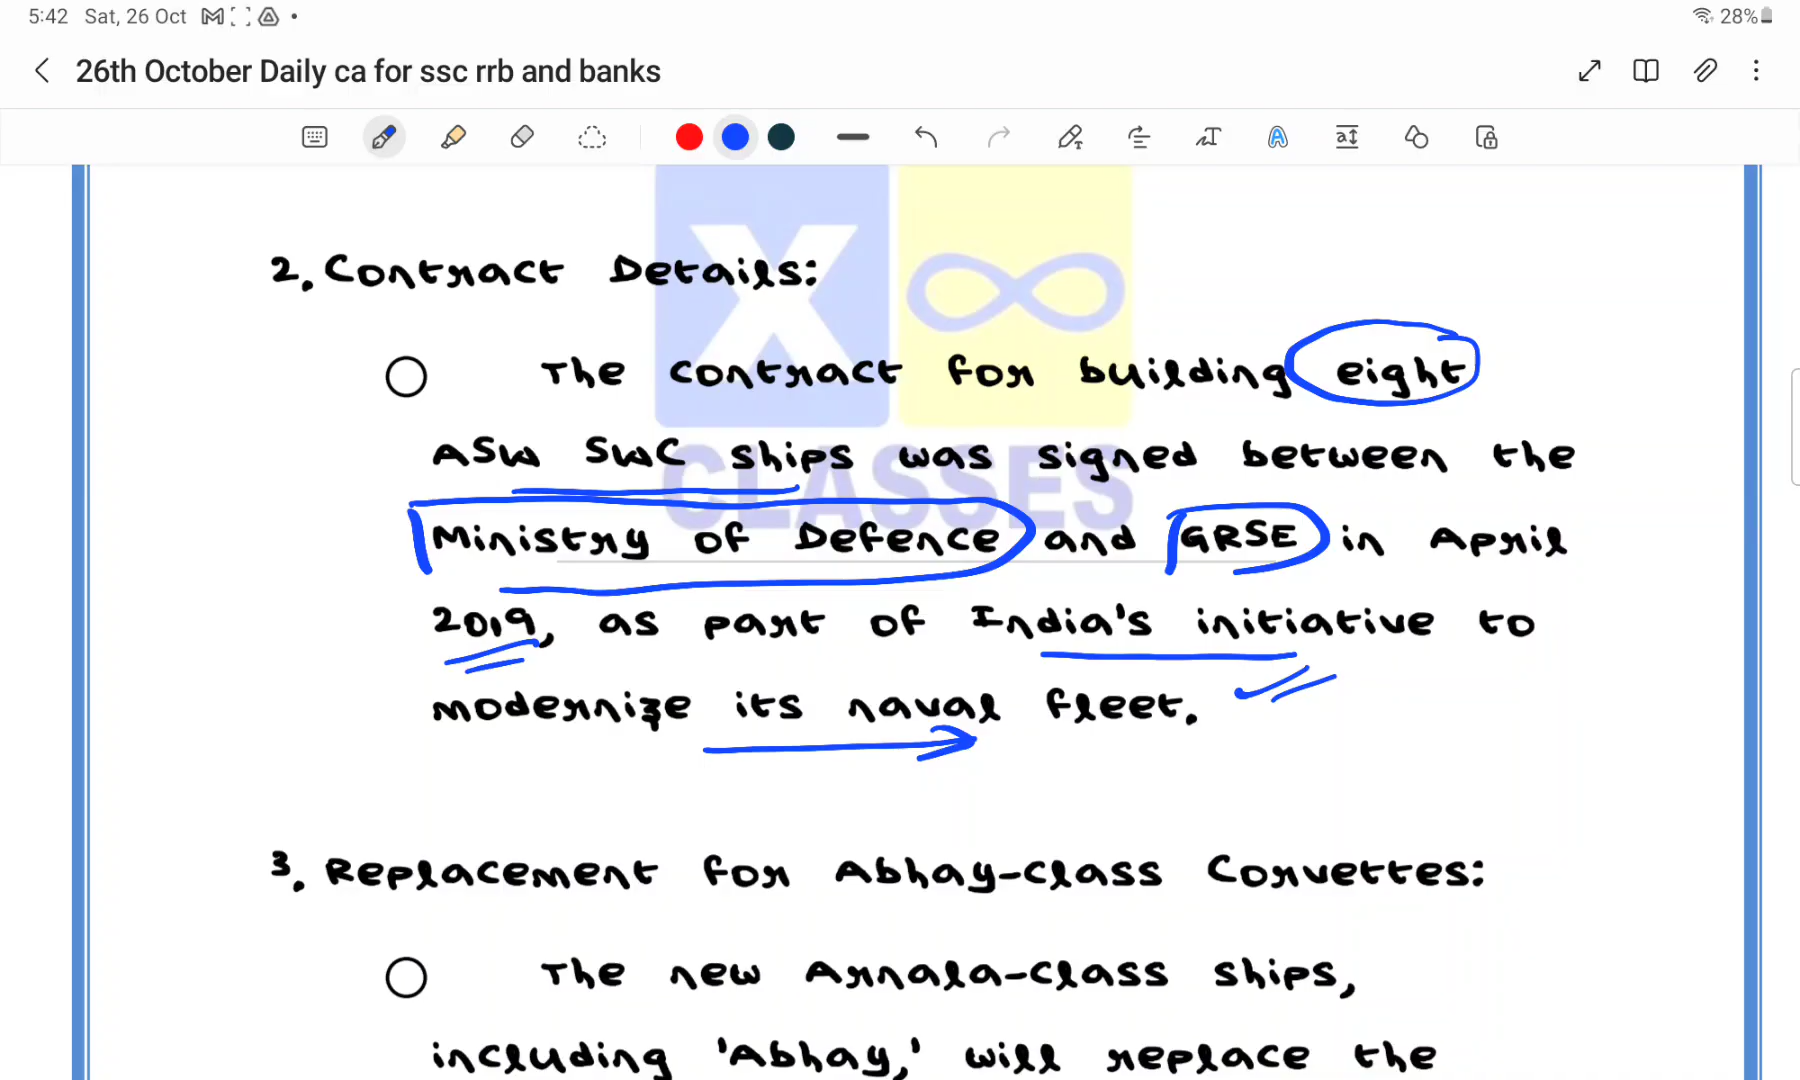 5:42 Sat, 26 Oct
28%
26th October Daily ca for ssc rrb and banks
X
CLASSES
2. Contract Details:
The contract for building eight
ASW SWC ships was signed between the
Ministry of Defence and GRSE in April
2019, as part of India's initiative to
modernize its naval fleet.
3. Replacement for Abhay-class Corvettes:
The new Arnala-class ships,
including 'Abhay,' will replace the